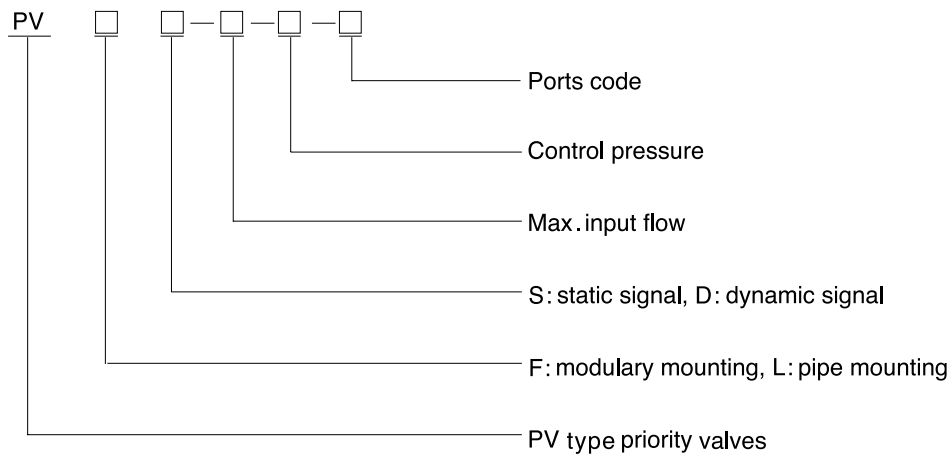 PV □ □ — □ — □ — □
Ports code
Control pressure
Max. input flow
S: static signal, D: dynamic signal
F: modulary mounting, L: pipe mounting
PV type priority valves